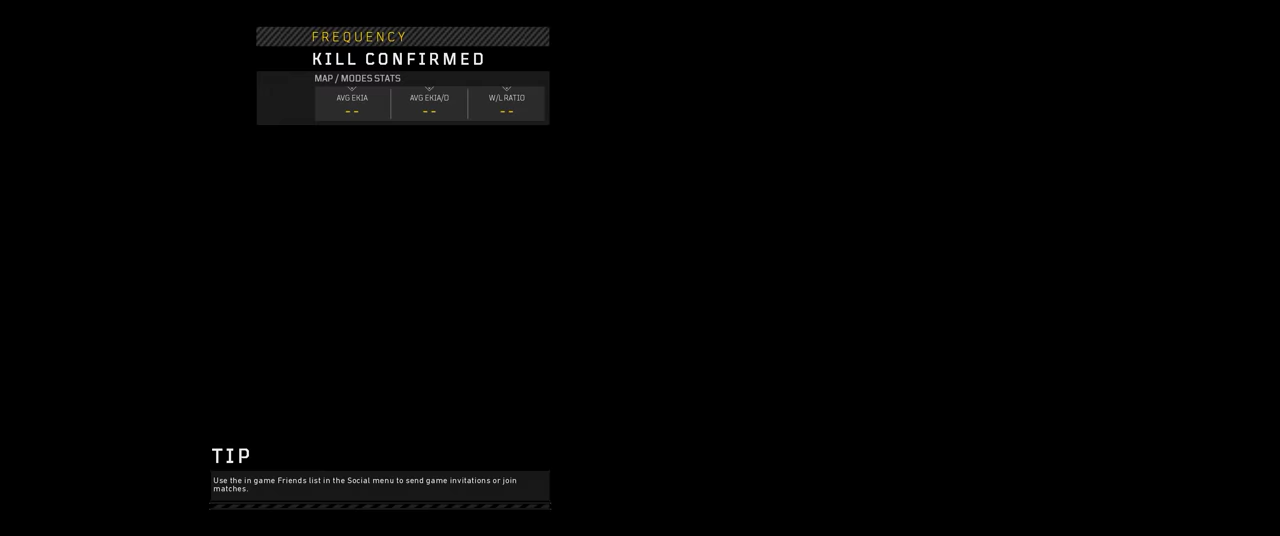 FREQUENCY
KILL CONFIRMED
MAP / MODES STATS
AVG EKIA AVG EKIA/D W/L RATIO
-- -- --
TIP
Use the in game Friends list in the Social menu to send game invitations or join
matches.